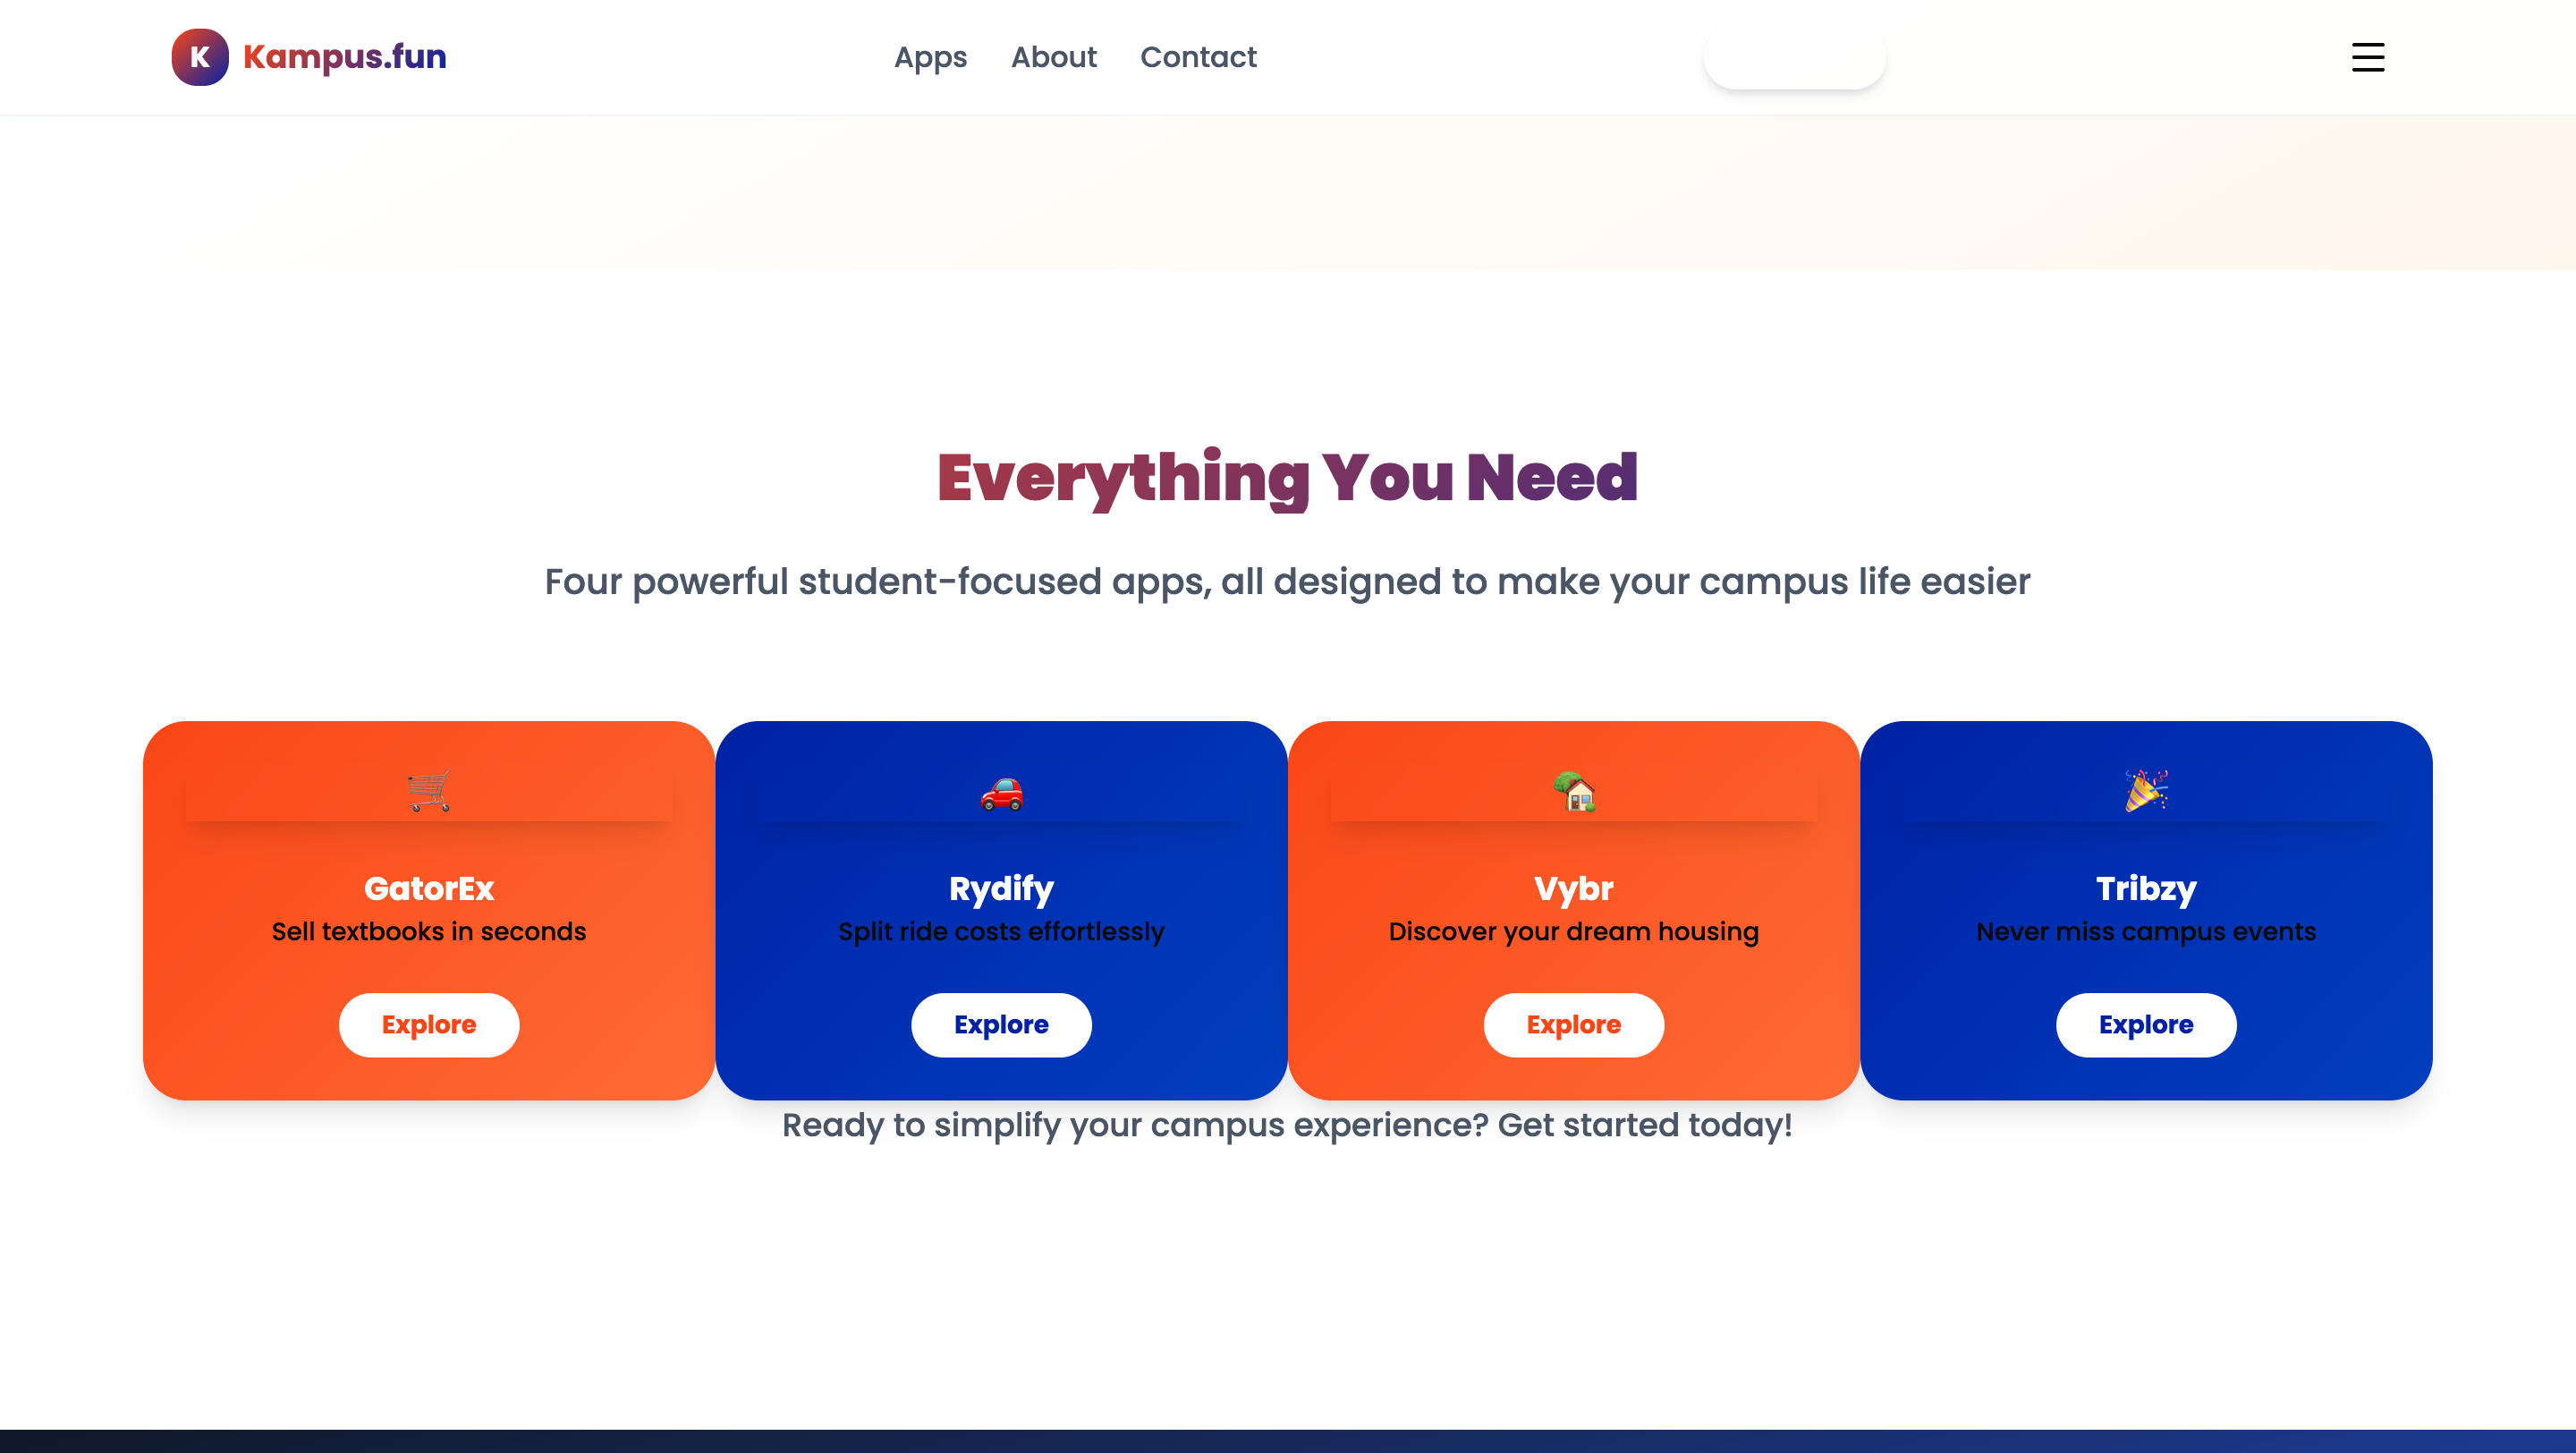 K Kampus.fun
Apps About Contact
Everything You Need
Four powerful student-focused apps, all designed to make your campus life easier
GatorEx
Sell textbooks in seconds
Explore
Rydify
Split ride costs effortlessly
Explore
Vybr
Discover your dream housing
Explore
Tribzy
Never miss campus events
Explore
Ready to simplify your campus experience? Get started today!